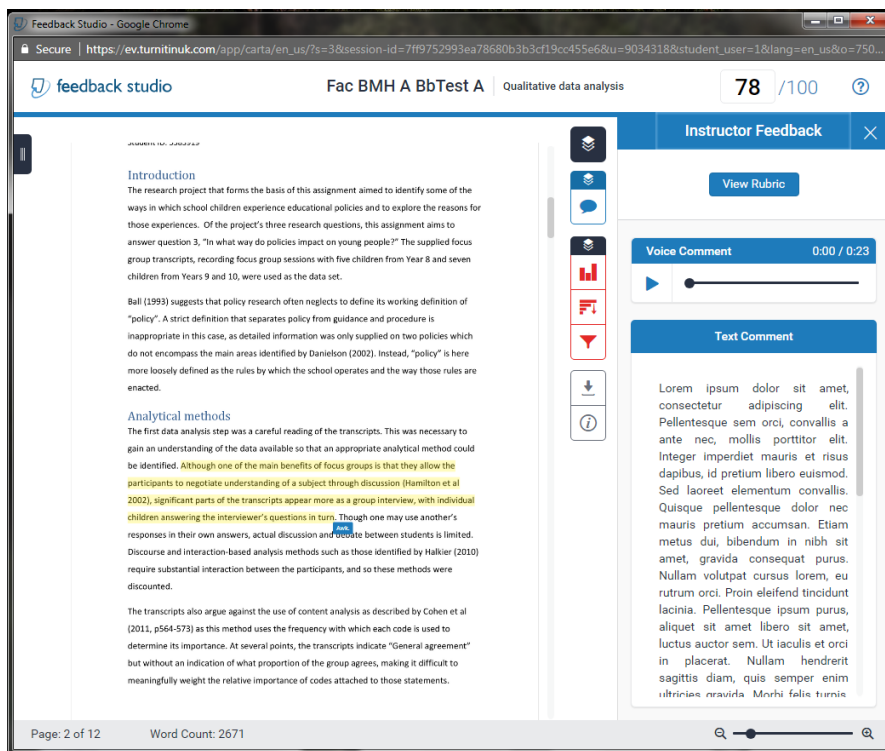 Feedback Studio - Google Chrome
Secure | https://ev.turnitinuk.com/app/carta/en_us/?s=3&session-id=7ff9752993ea78680b3b3cf19cc455e6&u=9034318&student_user=1&lang=en_us&o=750...
feedback studio
Fac BMH A BbTest A
Qualitative data analysis
78 /100
Introduction
The research project that forms the basis of this assignment aimed to identify some of the
ways in which school children experience educational policies and to explore the reasons for
those experiences. Of the project's three research questions, this assignment aims to
answer question 3, "In what way do policies impact on young people?" The supplied focus
group transcripts, recording focus group sessions with five children from Year 8 and seven
children from Years 9 and 10, were used as the data set.
Ball (1993) suggests that policy research often neglects to define its working definition of
"policy". A strict definition that separates policy from guidance and procedure is
inappropriate in this case, as detailed information was only supplied on two policies which
do not encompass the main areas identified by Danielson (2002). Instead, "policy" is here
more loosely defined as the rules by which the school operates and the way those rules are
enacted.
Analytical methods
The first data analysis step was a careful reading of the transcripts. This was necessary to
gain an understanding of the data available so that an appropriate analytical method could
be identified. Although one of the main benefits of focus groups is that they allow the
participants to negotiate understanding of a subject through discussion (Hamilton et al
2002), significant parts of the transcripts appear more as a group interview, with individual
children answering the interviewer's questions in turn. Though one may use another's
Awk.
responses in their own answers, actual discussion and debate between students is limited.
Discourse and interaction-based analysis methods such as those identified by Halkier (2010)
require substantial interaction between the participants, and so these methods were
discounted.
The transcripts also argue against the use of content analysis as described by Cohen et al
(2011, p564-573) as this method uses the frequency with which each code is used to
determine its importance. At several points, the transcripts indicate "General agreement"
but without an indication of what proportion of the group agrees, making it difficult to
meaningfully weight the relative importance of codes attached to those statements.
Instructor Feedback
View Rubric
Voice Comment 0:00 / 0:23
Text Comment
Lorem ipsum dolor sit amet,
consectetur adipiscing elit.
Pellentesque sem orci, convallis a
ante nec, mollis porttitor elit.
Integer imperdiet mauris et risus
dapibus, id pretium libero euismod.
Sed laoreet elementum convallis.
Quisque pellentesque dolor nec
mauris pretium accumsan. Etiam
metus dui, bibendum in nibh sit
amet, gravida consequat purus.
Nullam volutpat cursus lorem, eu
rutrum orci. Proin eleifend tincidunt
lacinia. Pellentesque ipsum purus,
aliquet sit amet libero sit amet,
luctus auctor sem. Ut iaculis et orci
in placerat. Nullam hendrerit
sagittis diam, quis semper enim
ultricies gravida. Morbi felis turpis,
Page: 2 of 12
Word Count: 2671